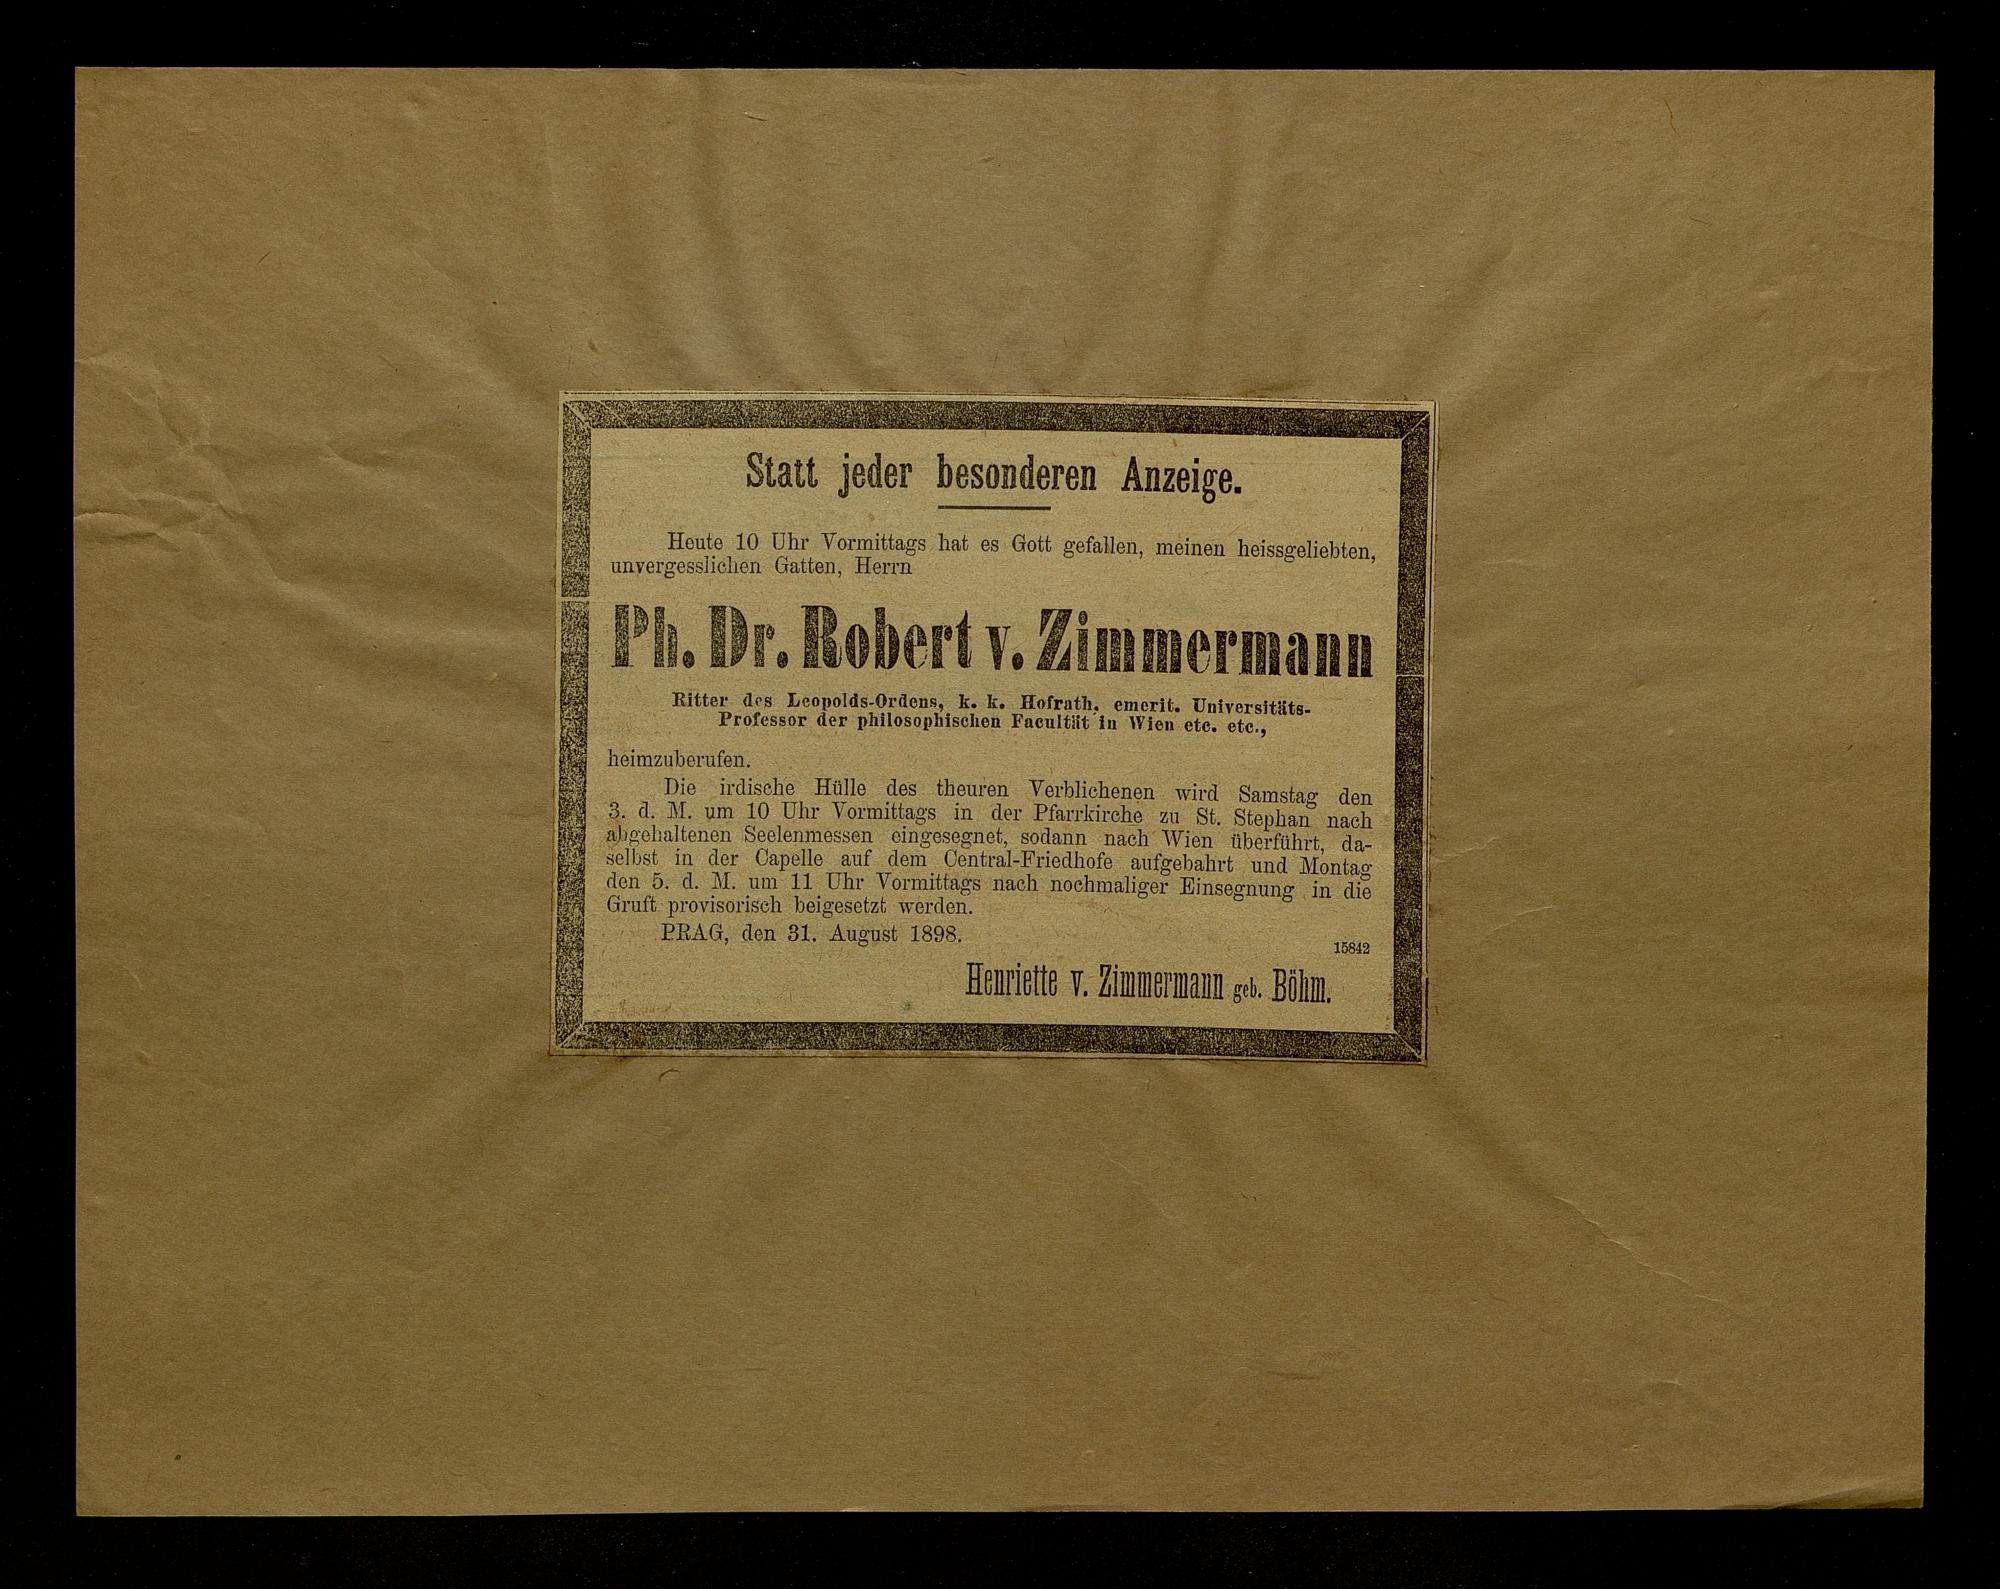 Statt jeder besonderen Anzeige.
Heute 10 Uhr Vormittags hat es Gott gefallen, meinen heissgeliebten,
unvergesslichen Gatten, Herrn
Ph. Dr. Robert v. Zimmermann
Ritter des Leopolds-Ordens, k. k. Hofrath, emerit. Universitäts-
Professor der philosophischen Facultät in Wien etc. etc.,
heimzuberufen.
Die irdische Hülle des theuren Verblichenen wird Samstag den
3. d. M. um 10 Uhr Vormittags in der Pfarrkirche zu St. Stephan nach
abgehaltenen Seelenmessen eingesegnet, sodann nach Wien überführt, da-
selbst in der Capelle auf dem Central-Friedhofe aufgebahrt und Montag
den 5. d. M. um 11 Uhr Vormittags nach nochmaliger Einsegnung in die
Gruft provisorisch beigesetzt werden.
PRAG, den 31. August 1898.
15842
Henriette v. Zimmermann geb. Böhm.